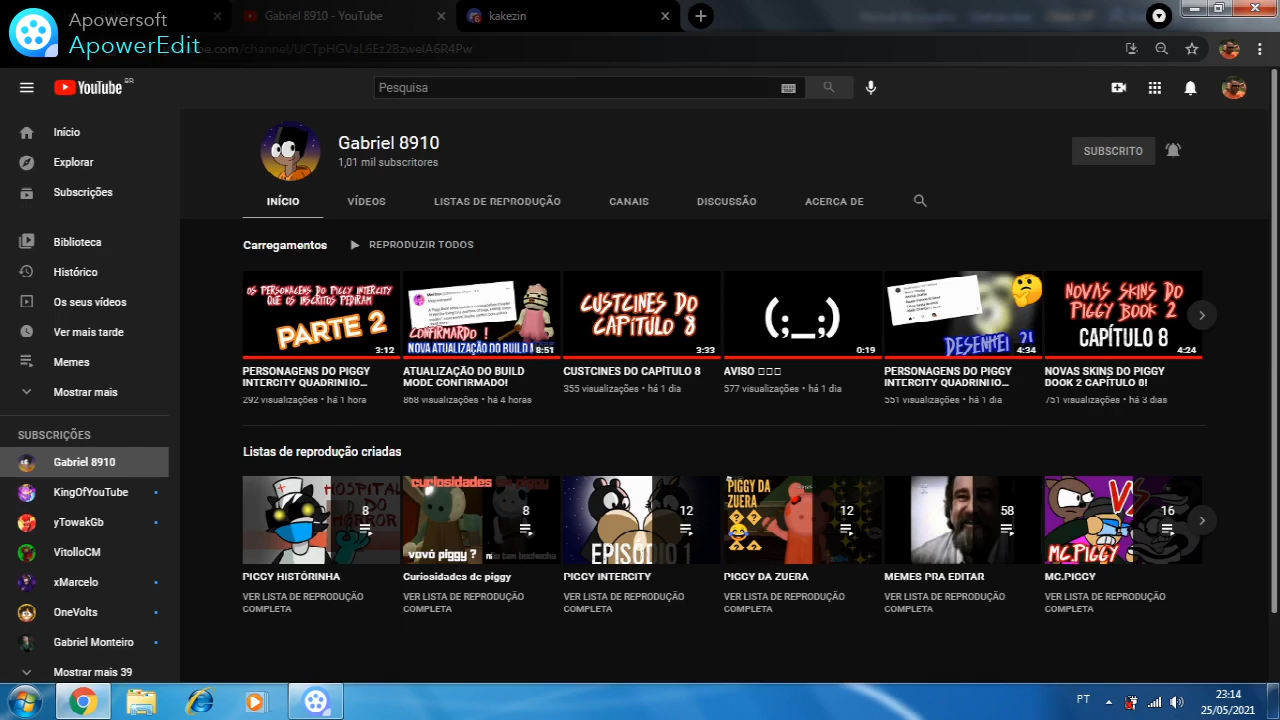 Apowersoft
ApowerEdit
Gabriel 8910 - YouTube
kakezin
YouTube BR
Pesquisa
Início
Explorar
Subscrições
Biblioteca
Histórico
Os seus vídeos
Ver mais tarde
Memes
Mostrar mais
SUBSCRIÇÕES
Gabriel 8910
KingOfYouTube
yTowakGb
VitolloCM
xMarcelo
OneVolts
Gabriel Monteiro
Mostrar mais 39
Gabriel 8910
1,01 mil subscritores
SUBSCRITO
INÍCIO
VÍDEOS
LISTAS DE REPRODUÇÃO
CANAIS
DISCUSSÃO
ACERCA DE
Carregamentos
REPRODUZIR TODOS
OS PERSONAGENS DO PIGGY INTERCITY
QUE OS INSCRITOS PEDIRAM
PARTE 2
3:12
PERSONAGENS DO PIGGY
INTERCITY QUADRINHO...
292 visualizações • há 1 hora
CONFIRMADO !
NOVA ATUALIZAÇÃO DO BUILD
8:51
ATUALIZAÇÃO DO BUILD
MODE CONFIRMADO!
868 visualizações • há 4 horas
CUSTCINES DO
CAPÍTULO 8
3:33
CUSTCINES DO CAPÍTULO 8
355 visualizações • há 1 dia
(;_;)
0:19
AVISO
577 visualizações • há 1 dia
DESENHEI ?!
4:34
PERSONAGENS DO PIGGY
INTERCITY QUADRINHO...
551 visualizações • há 1 dia
NOVAS SKINS DO
PIGGY BOOK 2
CAPÍTULO 8
4:24
NOVAS SKINS DO PIGGY
BOOK 2 CAPÍTULO 8!
751 visualizações • há 3 dias
Listas de reprodução criadas
HOSPITAL
DO
HORROR
8
PIGGY HISTÓRINHA
VER LISTA DE REPRODUÇÃO
COMPLETA
curiosidades de piggy
vovó piggy ?
não tem bochecha
8
Curiosidades de piggy
VER LISTA DE REPRODUÇÃO
COMPLETA
EPISÓDIO 1
12
PIGGY INTERCITY
VER LISTA DE REPRODUÇÃO
COMPLETA
PIGGY DA
ZUERA
12
PIGGY DA ZUERA
VER LISTA DE REPRODUÇÃO
COMPLETA
58
MEMES PRA EDITAR
VER LISTA DE REPRODUÇÃO
COMPLETA
VS
MC.PIGGY
16
MC.PIGGY
VER LISTA DE REPRODUÇÃO
COMPLETA
PT
23:14
25/05/2021